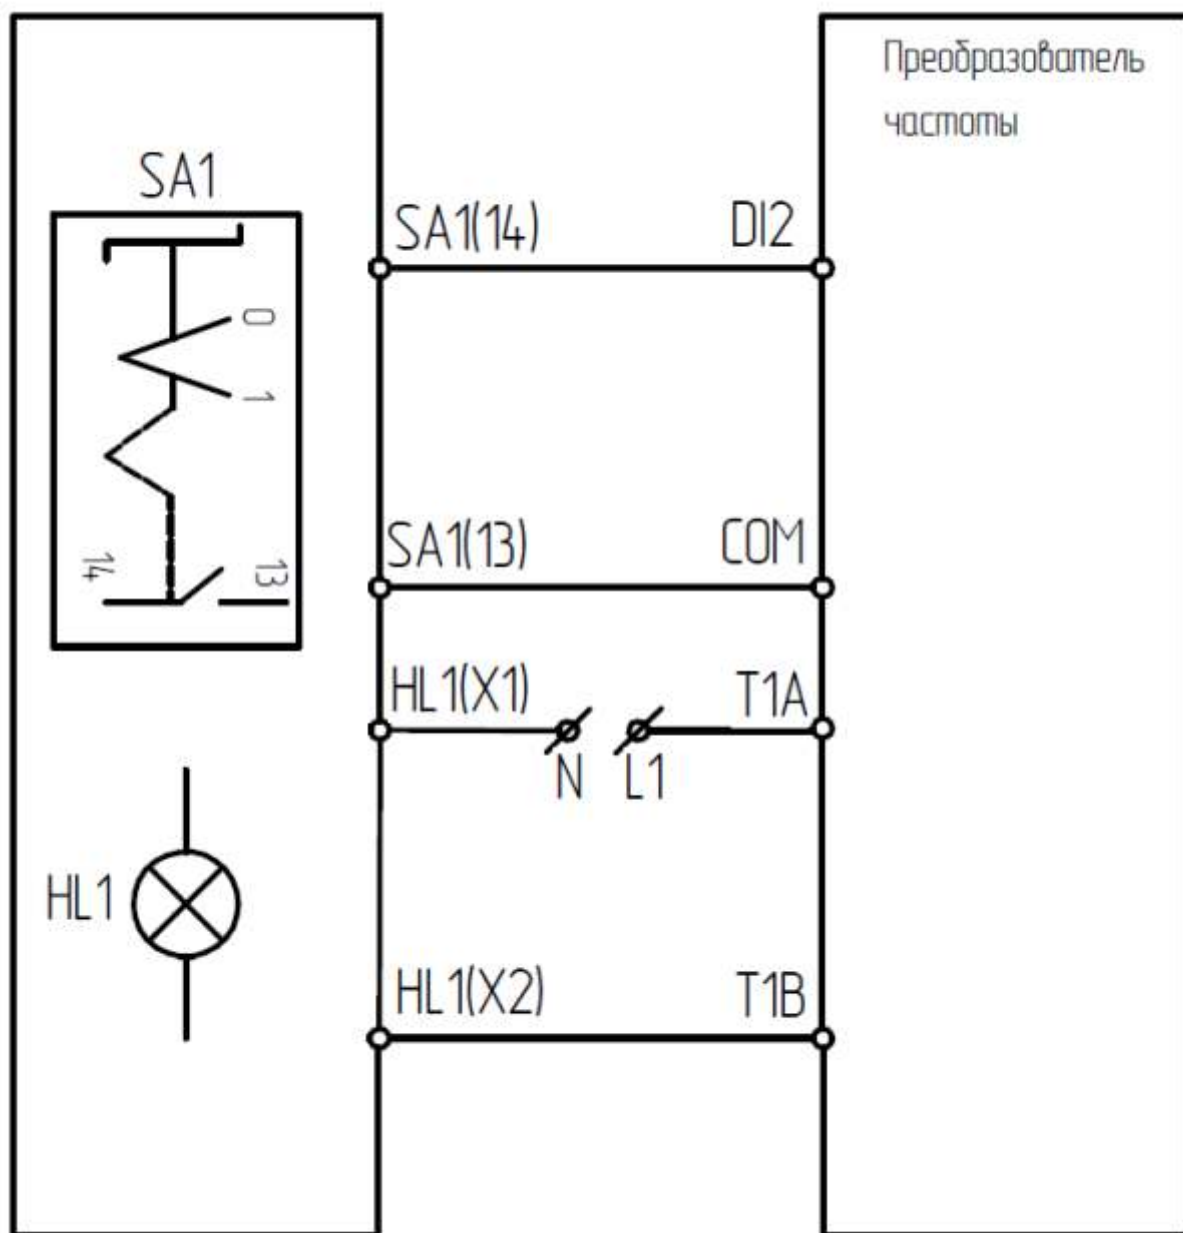 Преобразователь
частоты
SA1
SA1(14) DI2
0
1
SA1(13) COM
14 13
HL1(X1) T1A
N L1
HL1
HL1(X2) T1B